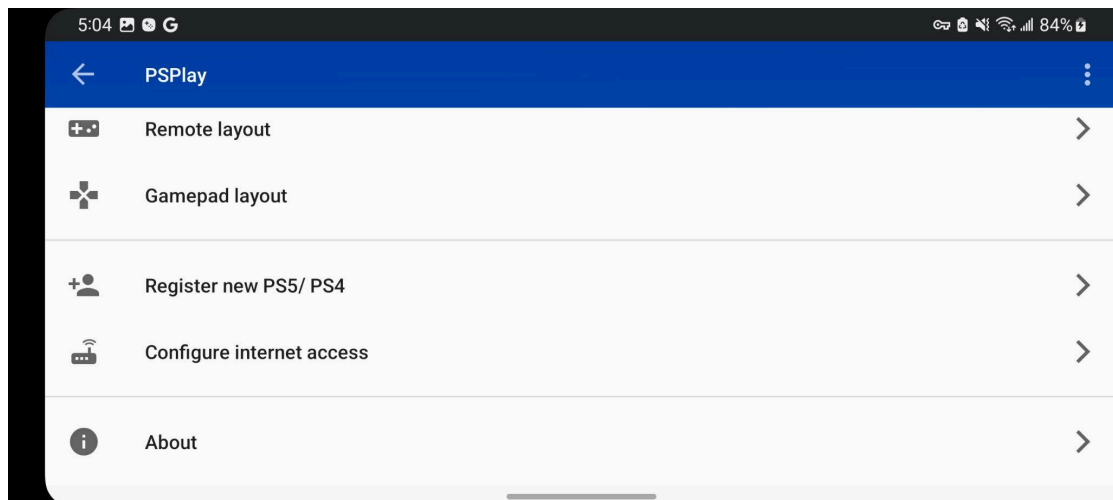 5:04 G 84%
PSPlay
Remote layout
Gamepad layout
Register new PS5/ PS4
Configure internet access
About